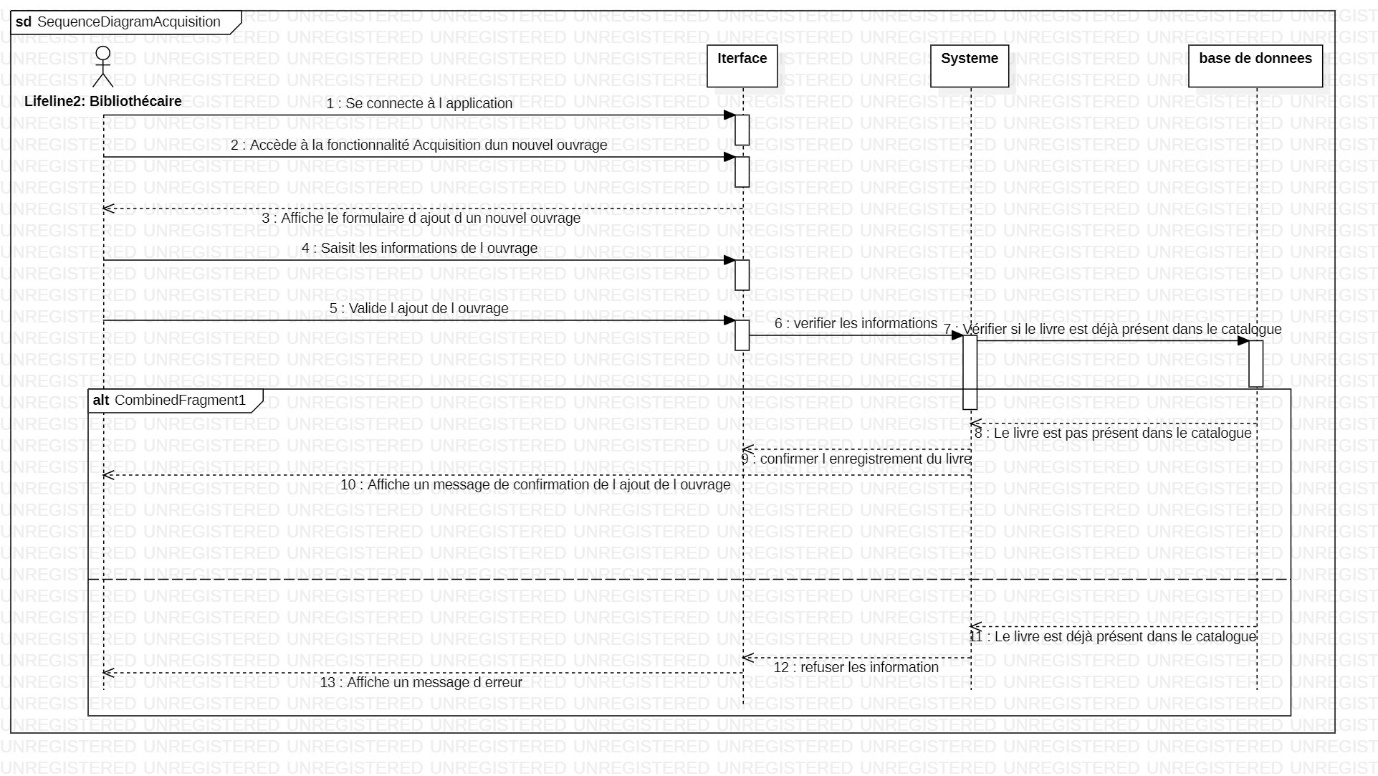 sd SequenceDiagramAcquisition
Iterface
Systeme
base de donnees
Lifeline2: Bibliothécaire
1 : Se connecte à l application
2 : Accède à la fonctionnalité Acquisition dun nouvel ouvrage
3 : Affiche le formulaire d ajout d un nouvel ouvrage
4 : Saisit les informations de l ouvrage
5 : Valide l ajout de l ouvrage
6 : verifier les informations
7 : Vérifier si le livre est déjà présent dans le catalogue
alt CombinedFragment1
8 : Le livre est pas présent dans le catalogue
9 : confirmer l enregistrement du livre
10 : Affiche un message de confirmation de l ajout de l ouvrage
11 : Le livre est déjà présent dans le catalogue
12 : refuser les information
13 : Affiche un message d erreur
UNREGISTERED